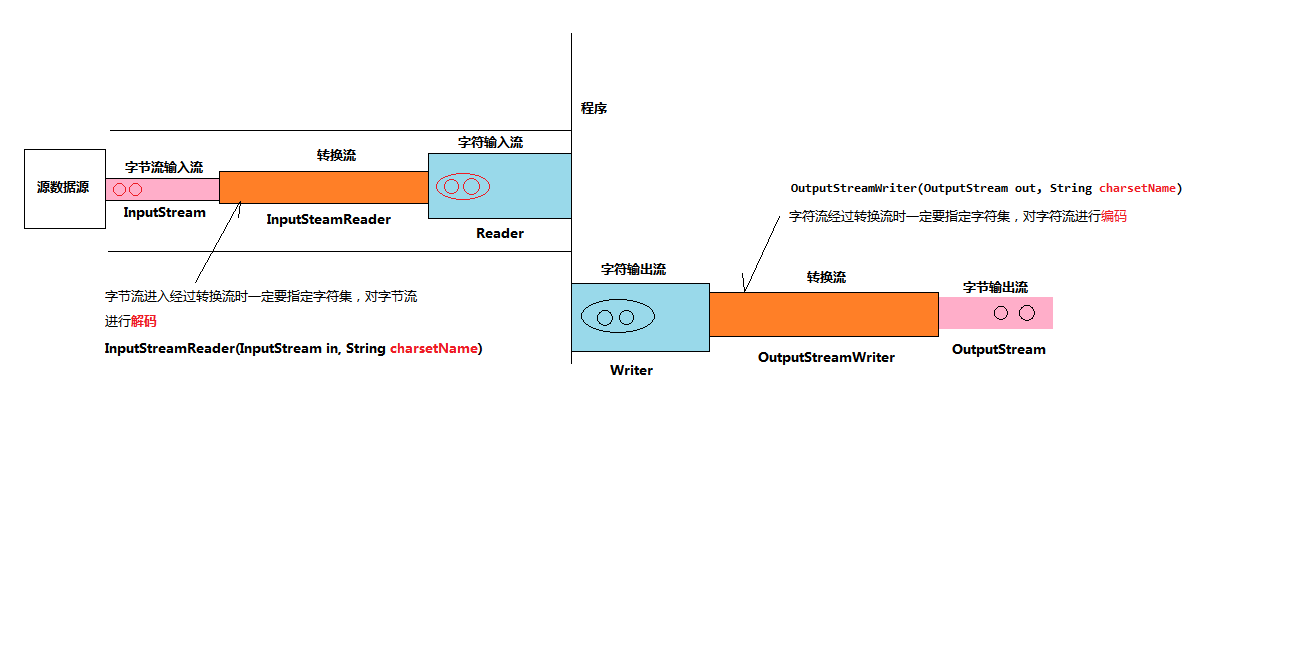 程序
字符输入流
转换流
字节流输入流
源数据源
InputStream
InputSteamReader
Reader
字节流进入经过转换流时一定要指定字符集，对字节流
进行解码
InputStreamReader(InputStream in, String charsetName)
OutputStreamWriter(OutputStream out, String charsetName)
字符流经过转换流时一定要指定字符集，对字符流进行编码
字符输出流
转换流
字节输出流
Writer
OutputStreamWriter
OutputStream